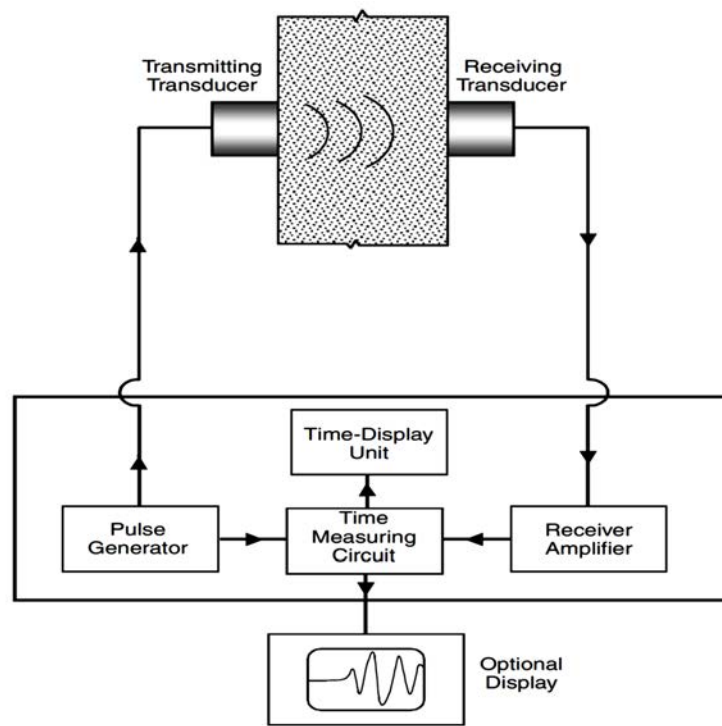 Transmitting
Transducer
Receiving
Transducer
Time-Display
Unit
Pulse
Generator
Time
Measuring
Circuit
Receiver
Amplifier
Optional
Display